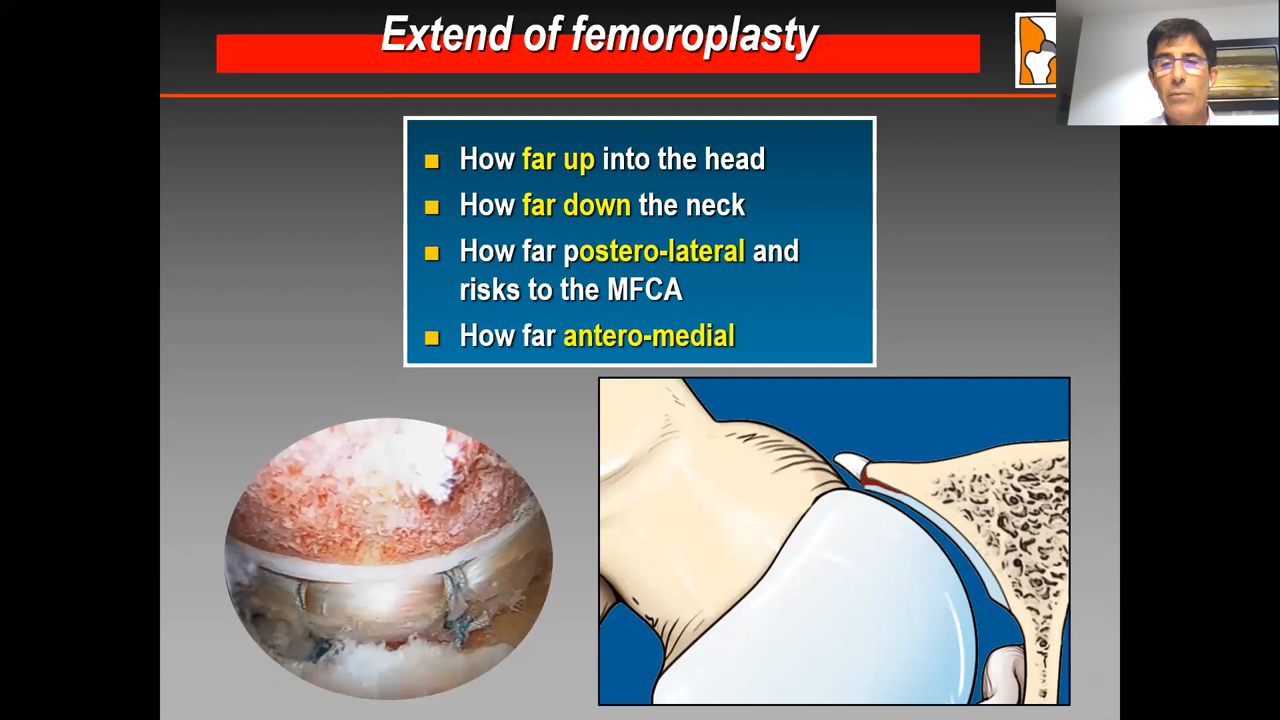 Extend of femoroplasty
How far up into the head
How far down the neck
How far postero-lateral and
risks to the MFCA
How far antero-medial